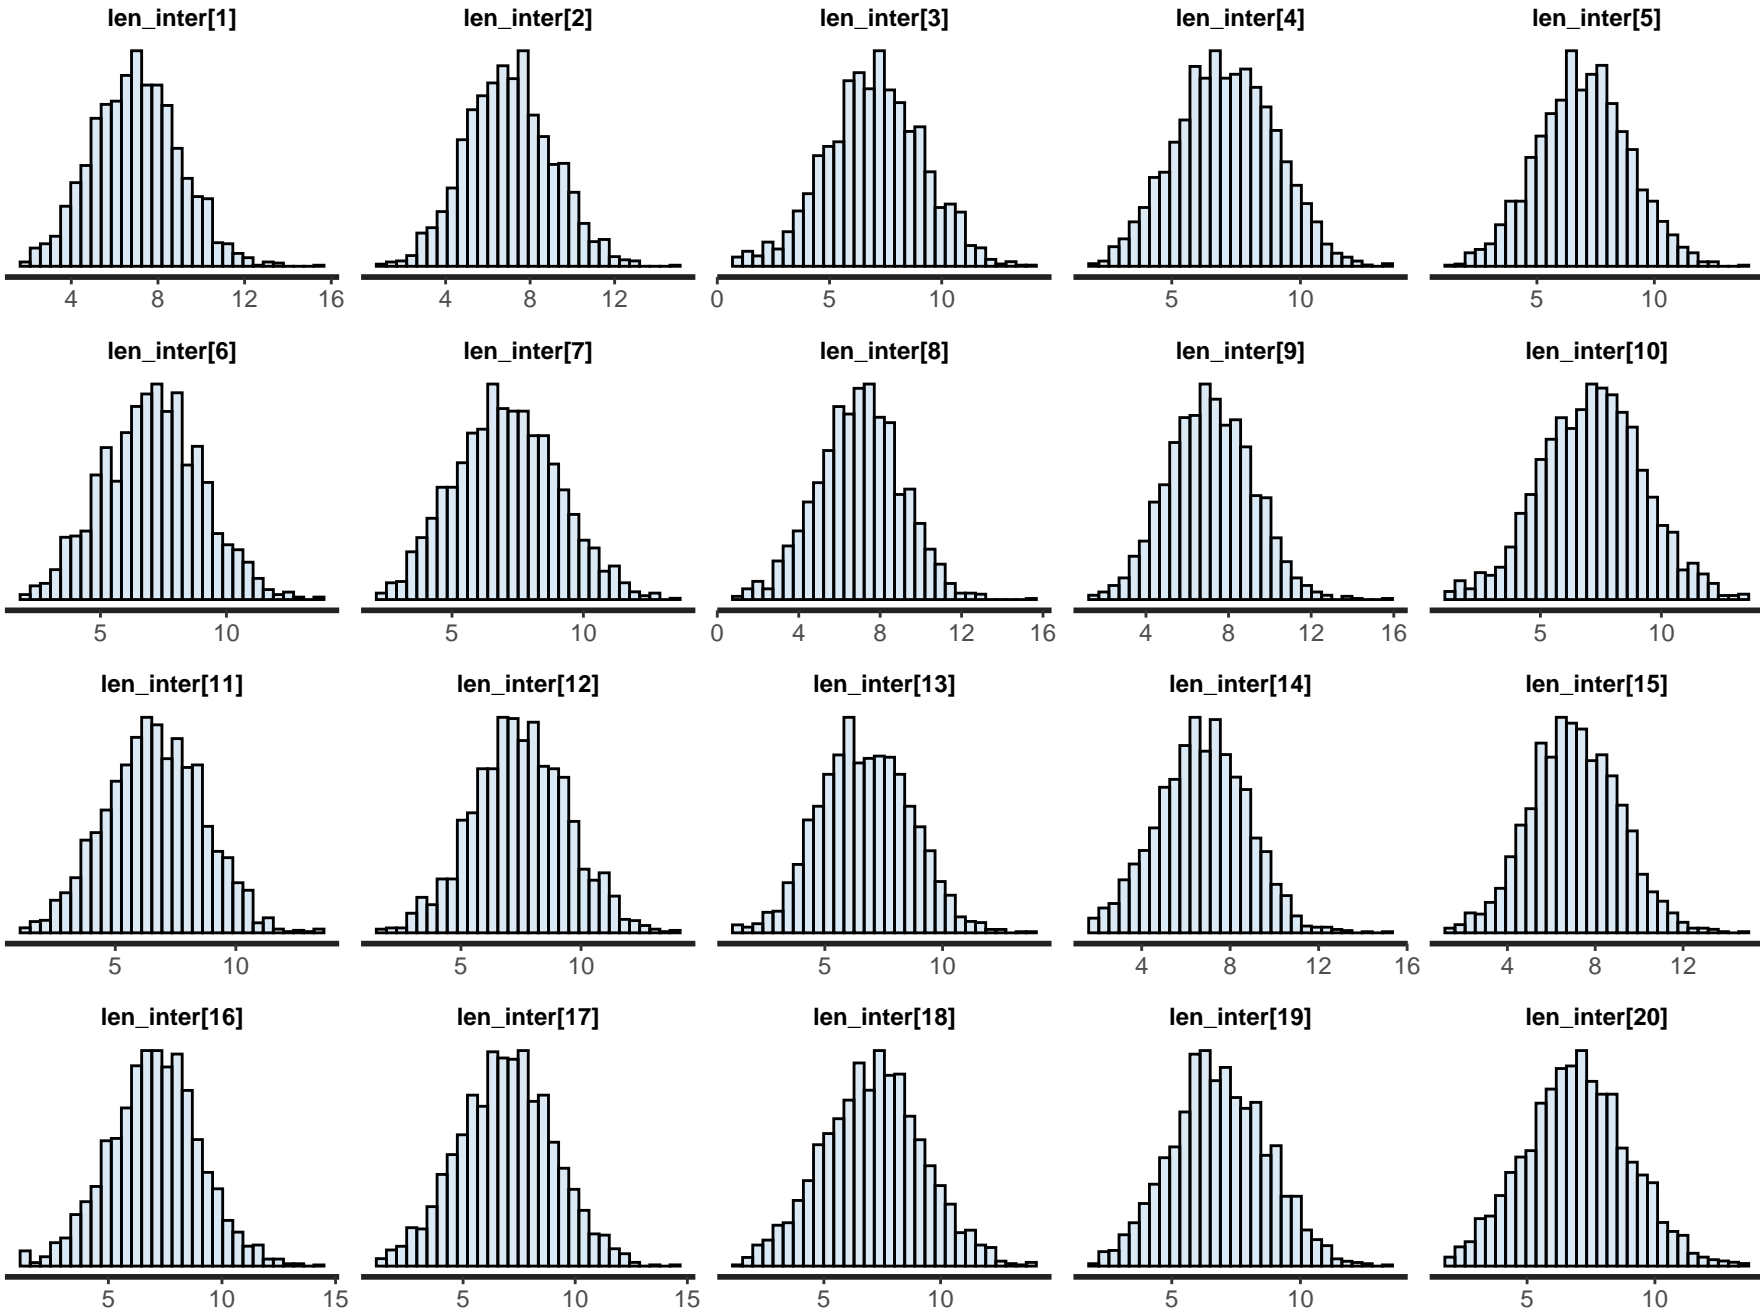 len_inter[1] len_inter[2] len_inter[3] len_inter[4] len_inter[5]
4 8 12 16 4 8 12 0 5 10 5 10 5 10
len_inter[6] len_inter[7] len_inter[8] len_inter[9] len_inter[10]
5 10 5 10 0 4 8 12 16 4 8 12 16 5 10
len_inter[11] len_inter[12] len_inter[13] len_inter[14] len_inter[15]
5 10 5 10 5 10 4 8 12 16 4 8 12
len_inter[16] len_inter[17] len_inter[18] len_inter[19] len_inter[20]
5 10 15 5 10 15 5 10 5 10 5 10